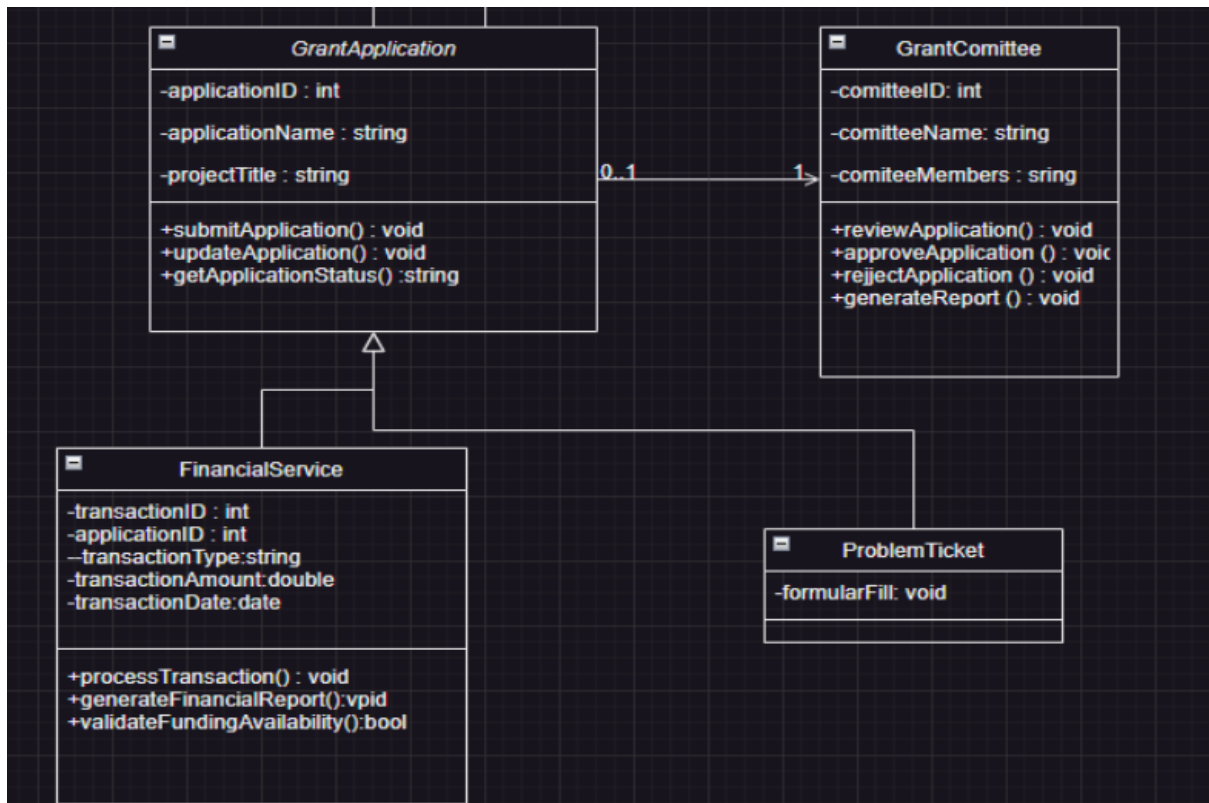 GrantApplication
-applicationID : int
-applicationName : string
-projectTitle : string
+submitApplication() : void
+updateApplication() : void
+getApplicationStatus() :string
0..1
1
GrantComittee
-comitteeID: int
-comitteeName: string
-comiteeMembers : sring
+reviewApplication() : void
+approveApplication () : voic
+rejjectApplication () : void
+generateReport () : void
FinancialService
-transactionID : int
-applicationID : int
--transactionType:string
-transactionAmount:double
-transactionDate:date
+processTransaction() : void
+generateFinancialReport():vpid
+validateFundingAvailability():bool
ProblemTicket
-formularFill: void